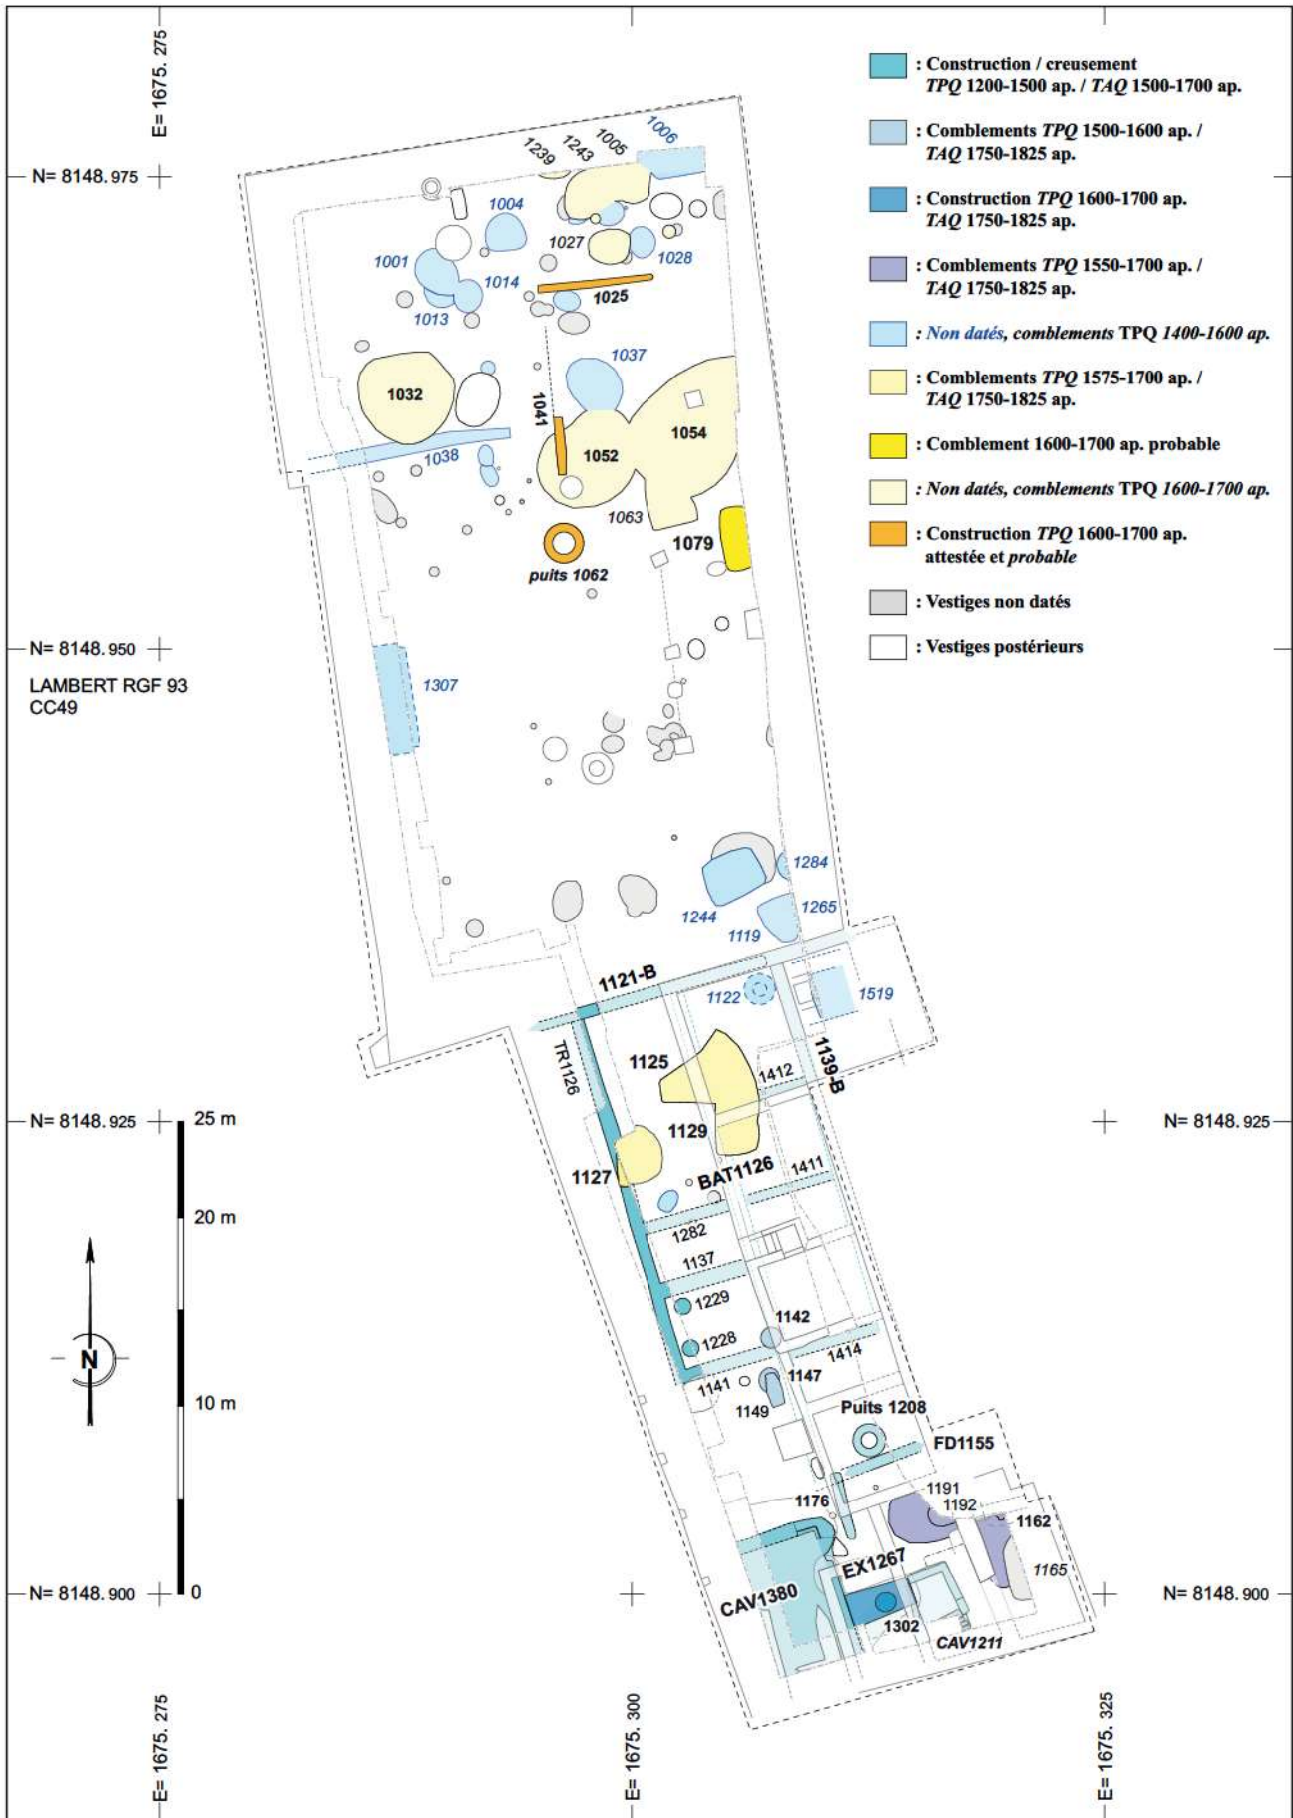 E= 1675. 275
N= 8148.975
: Construction / creusement
TPQ 1200-1500 ap. / TAQ 1500-1700 ap.
: Comblements TPQ 1500-1600 ap. /
TAQ 1750-1825 ap.
: Construction TPQ 1600-1700 ap.
TAQ 1750-1825 ap.
: Comblements TPQ 1550-1700 ap. /
TAQ 1750-1825 ap.
: Non datés, comblements TPQ 1400-1600 ap.
: Comblements TPQ 1575-1700 ap. /
TAQ 1750-1825 ap.
: Comblement 1600-1700 ap. probable
: Non datés, comblements TPQ 1600-1700 ap.
: Construction TPQ 1600-1700 ap.
attestée et probable
: Vestiges non datés
: Vestiges postérieurs
1239
1243
1005
1006
1004
1027
1028
1001
1014
1013
1025
1037
1032
1041
1054
1052
1038
1063
1079
puits 1062
N= 8148.950
LAMBERT RGF 93
CC49
1307
1284
1244
1265
1119
1121-B
1122
1519
TR1126
1125
1412
1139-B
N= 8148.925
25 m
N= 8148.925
1129
1127
BAT1126
1411
20 m
1282
1137
1229
1142
1228
1414
1147
1141
1149
N
10 m
Puits 1208
FD1155
1191
1192
1176
1162
EX1267
1165
CAV1380
N= 8148.900
0
N= 8148.900
1302
CAV1211
E= 1675. 275
E= 1675. 300
E= 1675. 325